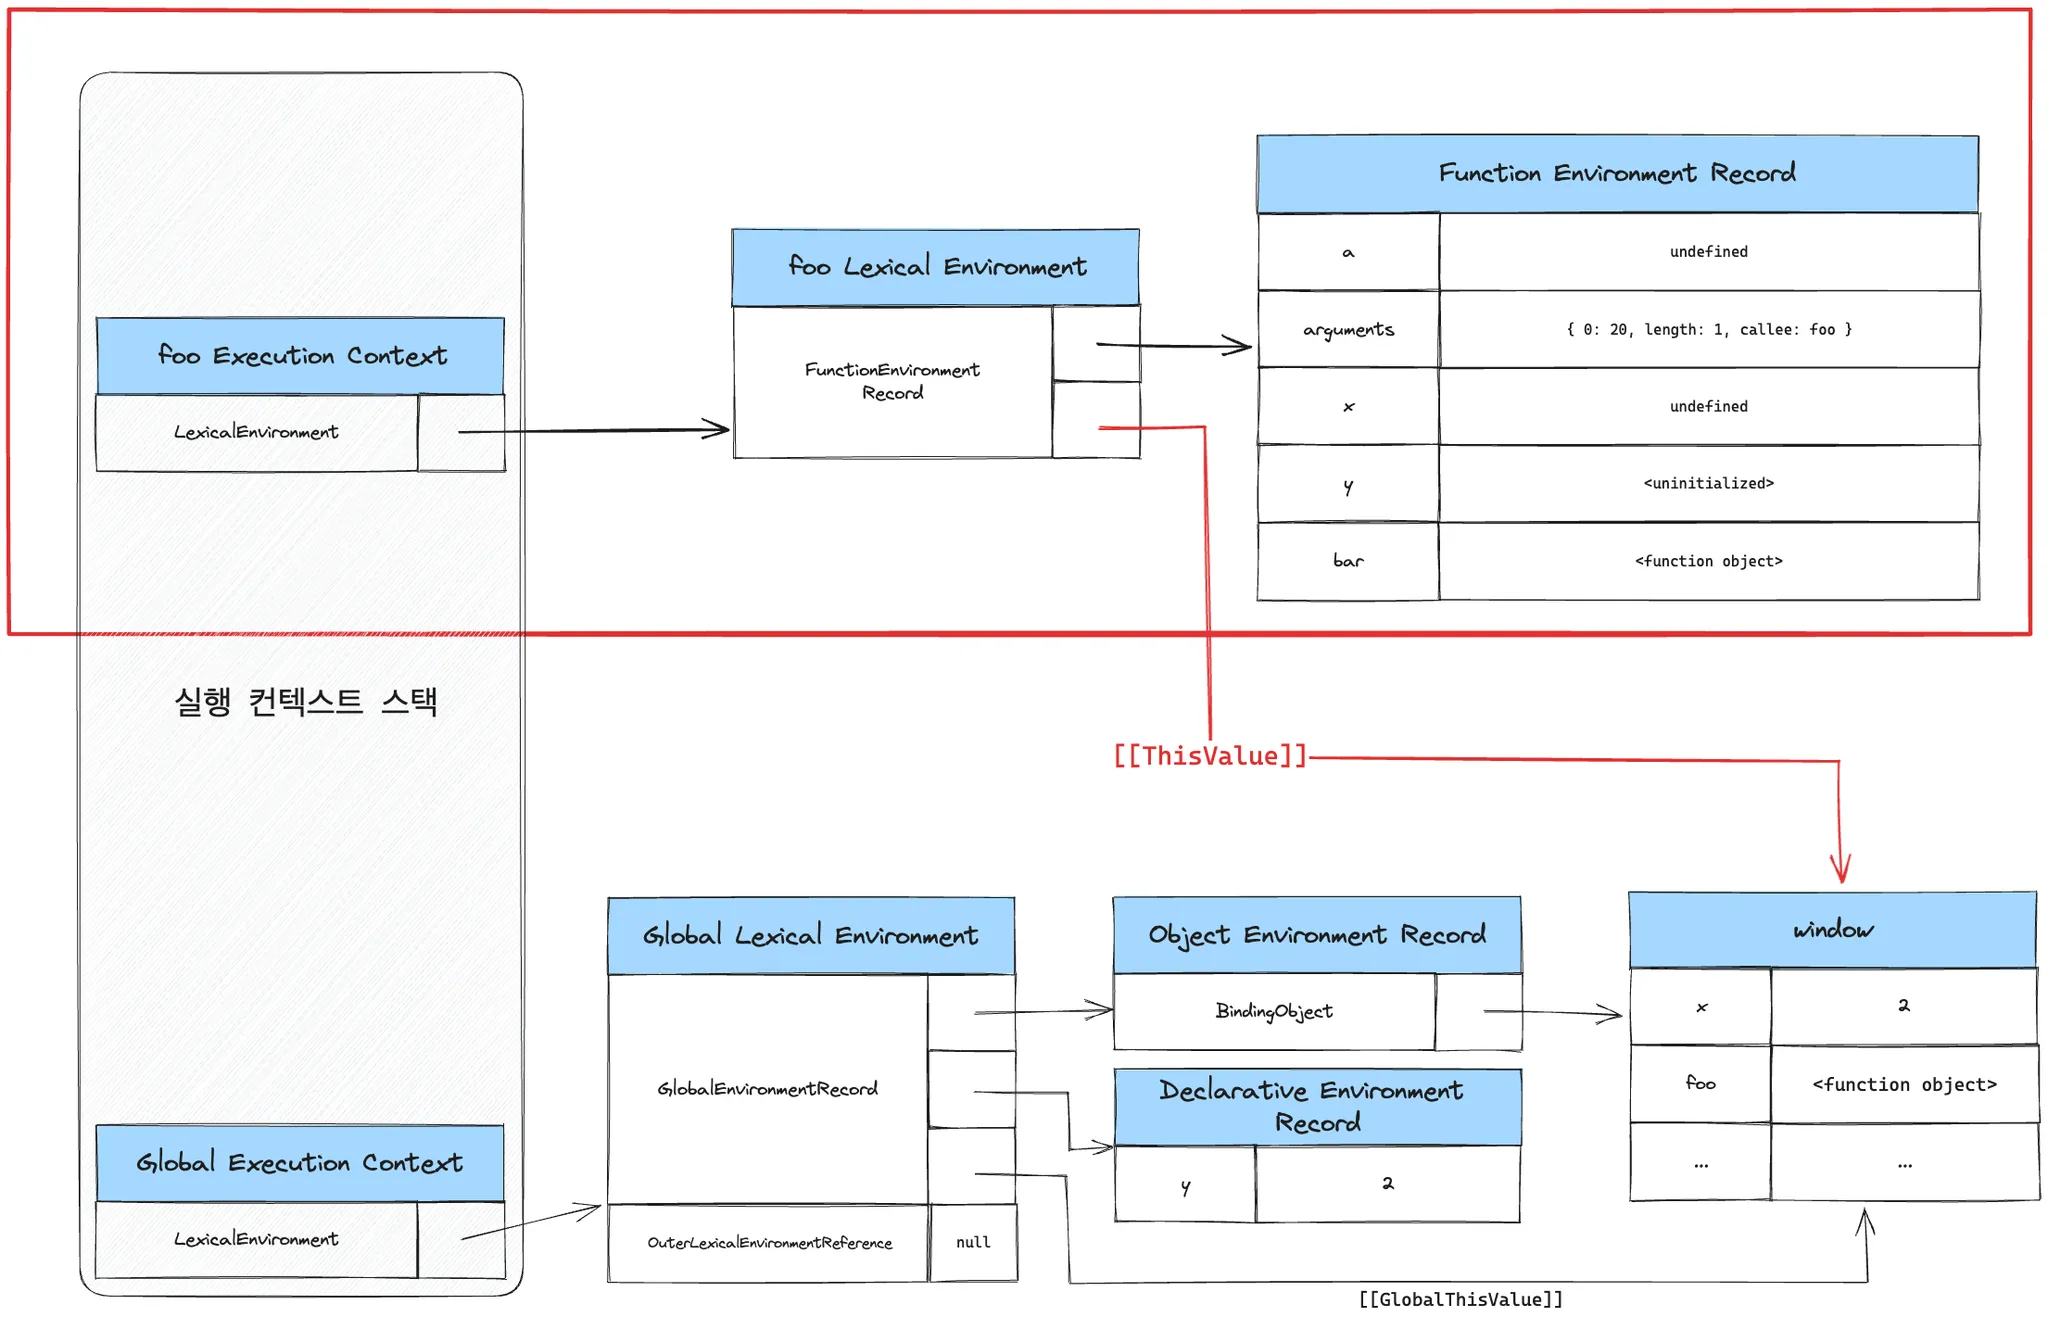 Function Environment Record
a
undefined
arguments
{ 0: 20, length: 1, callee: foo }
x
undefined
y
<uninitialized>
bar
<function object>
foo Lexical Environment
FunctionEnvironment
Record
foo Execution Context
LexicalEnvironment
실행 컨텍스트 스택
[[ThisValue]]
Global Lexical Environment
GlobalEnvironmentRecord
OuterLexicalEnvironmentReference
null
Object Environment Record
BindingObject
Declarative Environment
Record
y
2
window
x
2
foo
<function object>
...
...
Global Execution Context
LexicalEnvironment
[[GlobalThisValue]]